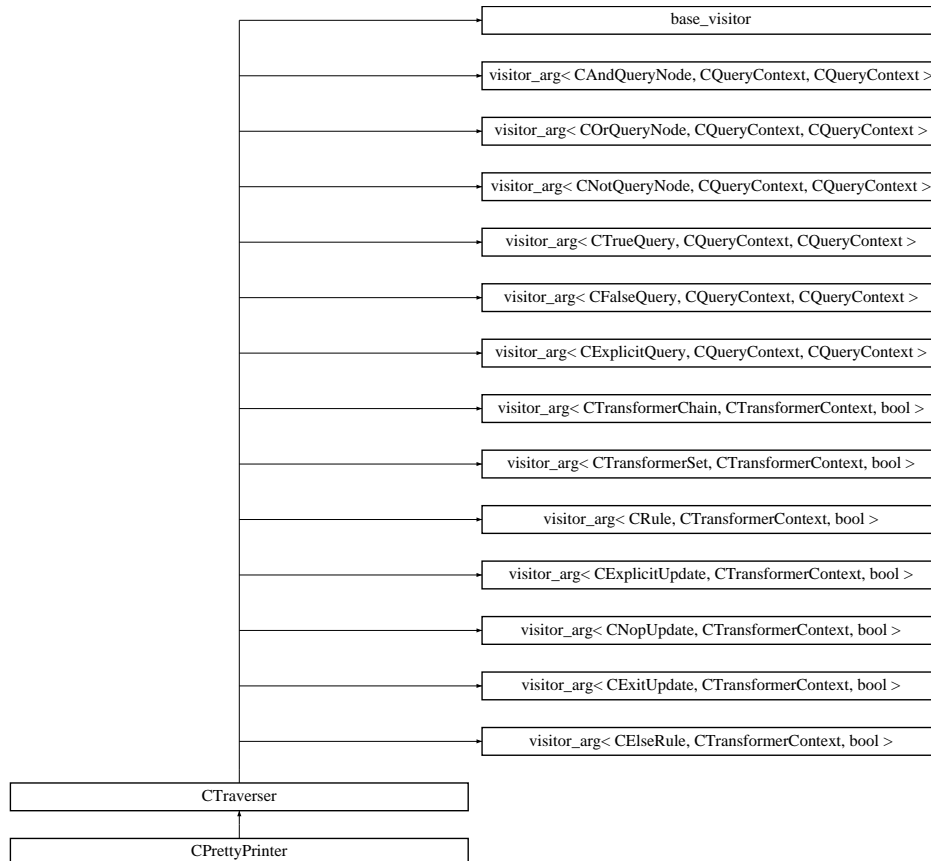 base_visitor
visitor_arg< CAndQueryNode, CQueryContext, CQueryContext >
visitor_arg< COrQueryNode, CQueryContext, CQueryContext >
visitor_arg< CNotQueryNode, CQueryContext, CQueryContext >
visitor_arg< CTrueQuery, CQueryContext, CQueryContext >
visitor_arg< CFalseQuery, CQueryContext, CQueryContext >
visitor_arg< CExplicitQuery, CQueryContext, CQueryContext >
visitor_arg< CTransformerChain, CTransformerContext, bool >
visitor_arg< CTransformerSet, CTransformerContext, bool >
visitor_arg< CRule, CTransformerContext, bool >
visitor_arg< CExplicitUpdate, CTransformerContext, bool >
visitor_arg< CNopUpdate, CTransformerContext, bool >
visitor_arg< CExitUpdate, CTransformerContext, bool >
visitor_arg< CElseRule, CTransformerContext, bool >
CTraverser
CPrettyPrinter